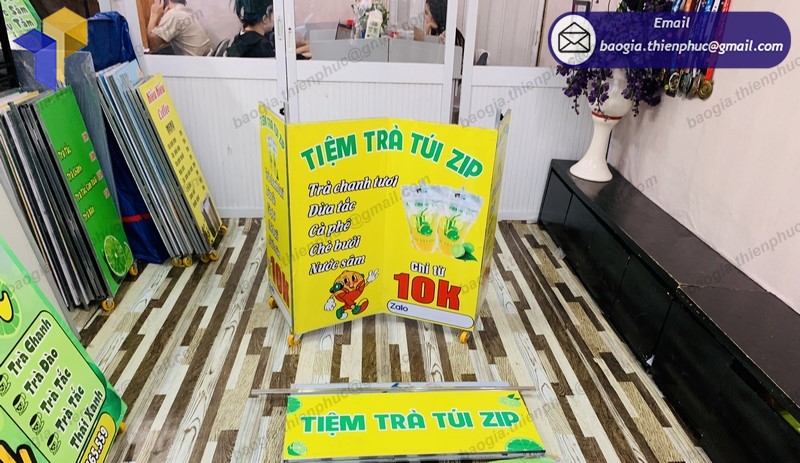 Email
baogia.thienphuc@gmail.com
TIỆM TRÀ TÚI ZIP
Trà chanh tươi
Dừa tắc
Cà phê
Chè bưởi
Nước sâm
Chỉ từ
10K
Zalo
10K
TIỆM TRÀ TÚI ZIP
Trà Chanh
Trà Đào
Trà Tắc
Trà Tắc
Thái Xanh